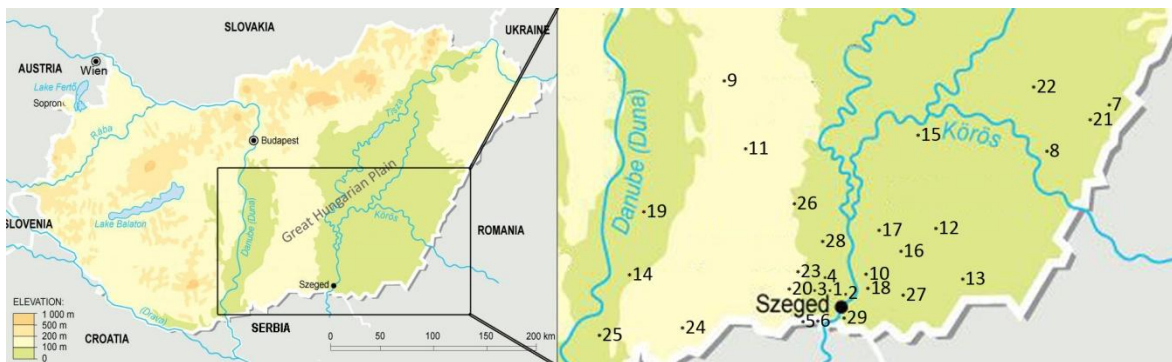 SLOVAKIA
UKRAINE
AUSTRIA
Wien
Lake Fertő
Sopron
Rába
Budapest
Tisza
Great Hungarian Plain
Lake Balaton
Danube (Duna)
Körös
SLOVENIA
ROMANIA
Szeged
ELEVATION:
1 000 m
500 m
200 m
100 m
0
(Dráva)
CROATIA
SERBIA
0 50 100 150 200 km
9
22
7
21
Körös
15
11
8
Danube (Duna)
26
19
17
12
28
16
14
23
4
10
13
20
3
1
2
18
27
Szeged
5
6
29
24
25